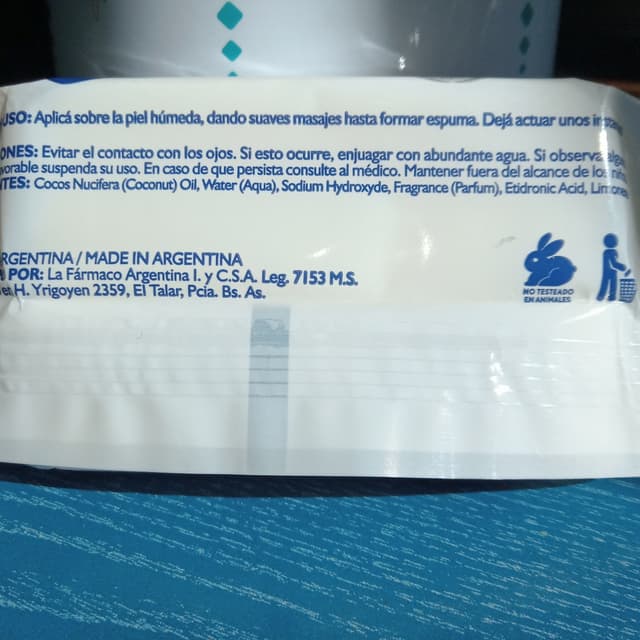 USO: Aplicá sobre la piel húmeda, dando suaves masajes hasta formar espuma. Dejá actuar unos
ONES: Evitar el contacto con los ojos. Si esto ocurre, enjuagar con abundante agua. Si observa
vorable suspenda su uso. En caso de que persista consulte al médico. Mantener fuera del alcance de los
TES: Cocos Nucifera (Coconut) Oil, Water (Aqua), Sodium Hydroxyde, Fragrance (Parfum), Etidronic Acid,
RGENTINA / MADE IN ARGENTINA
POR: La Fármaco Argentina I. y C.S.A. Leg. 7153 M.S.
H. Yrigoyen 2359, El Talar, Pcia. Bs. As.
NO TESTEADO
EN ANIMALES